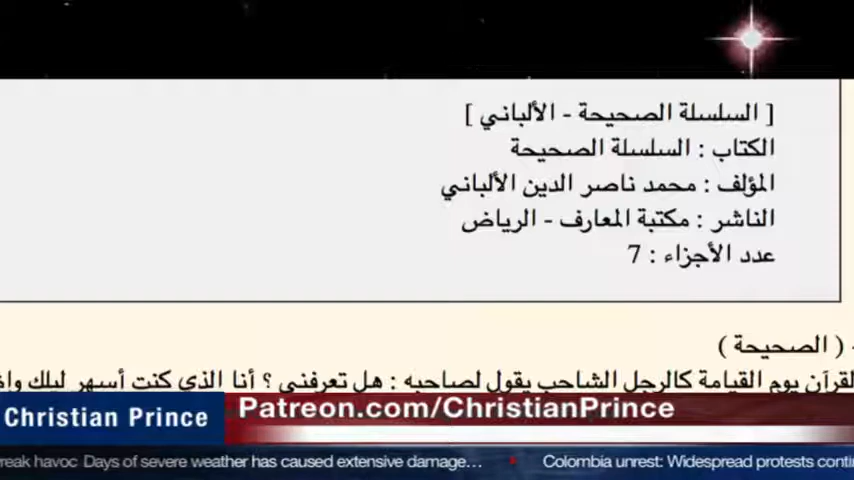 [ السلسلة الصحيحة - الألباني ]
الكتاب : السلسلة الصحيحة
المؤلف : محمد ناصر الدين الألباني
الناشر : مكتبة المعارف - الرياض
عدد الأجزاء : 7
( الصحيحة )
القرآن يوم القيامة كالرجل الشاحب يقول لصاحبه : هل تعرفني ؟ أنا الذي كنت أسهر ليلك
Christian Prince
Patreon.com/ChristianPrince
havoc Days of severe weather has caused extensive damage...
Colombia unrest: Widespread protests